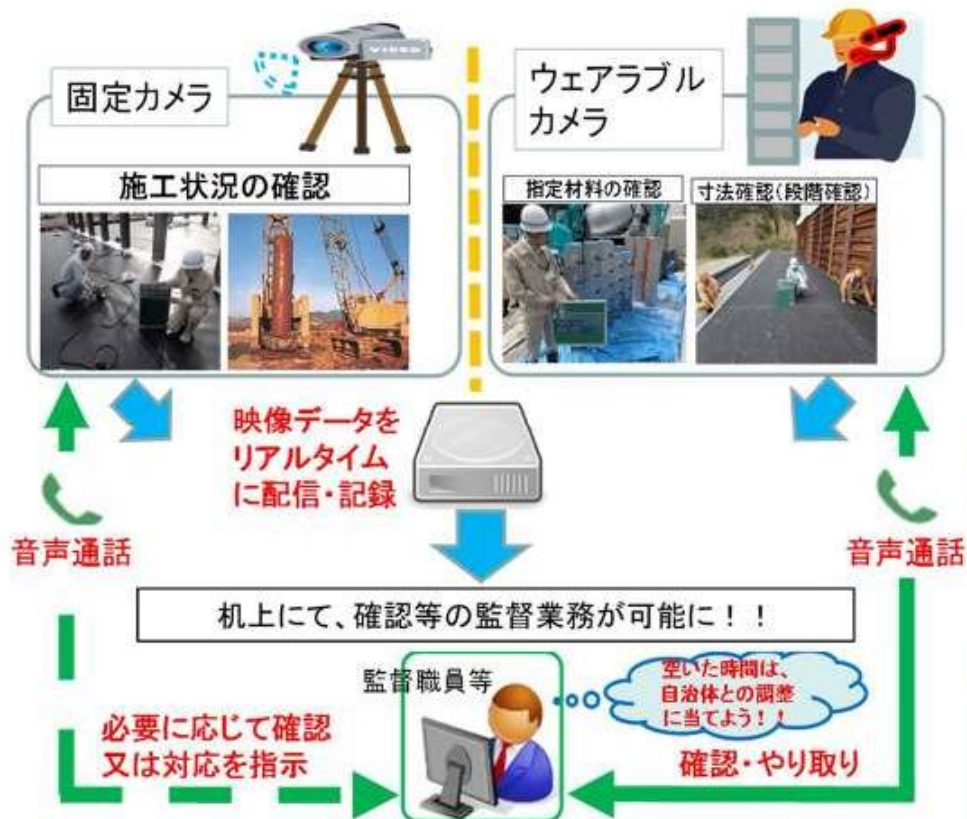 VIDEO
固定カメラ
ウェアラブル
カメラ
施工状況の確認
指定材料の確認
寸法確認(段階確認)
映像データを
リアルタイム
に配信・記録
音声通話
音声通話
机上にて、確認等の監督業務が可能に！！
監督職員等
空いた時間は、
自治体との調整
に当てよう！！
必要に応じて確認
又は対応を指示
確認・やり取り